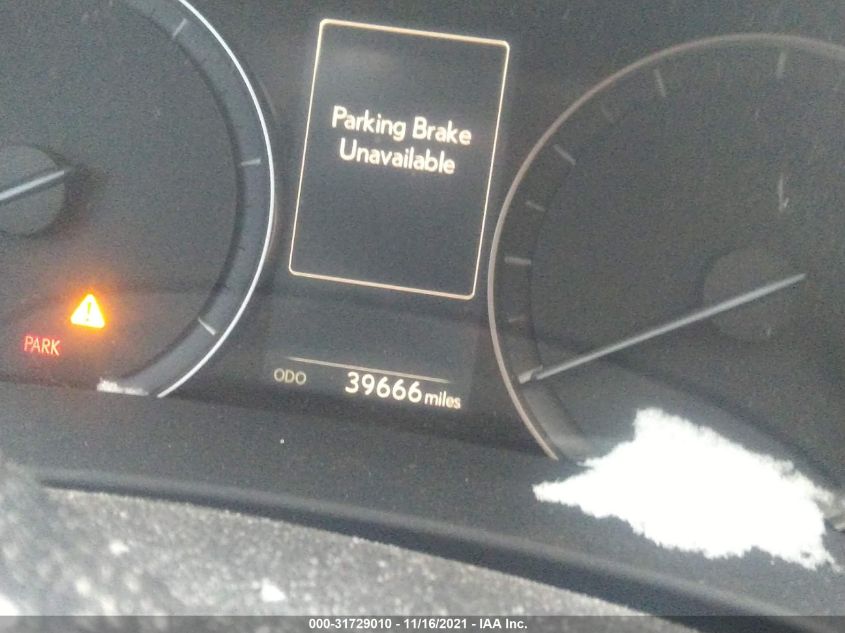 Parking Brake
Unavailable
PARK
ODO 39666 miles
000-31729010 - 11/16/2021 - IAA Inc.